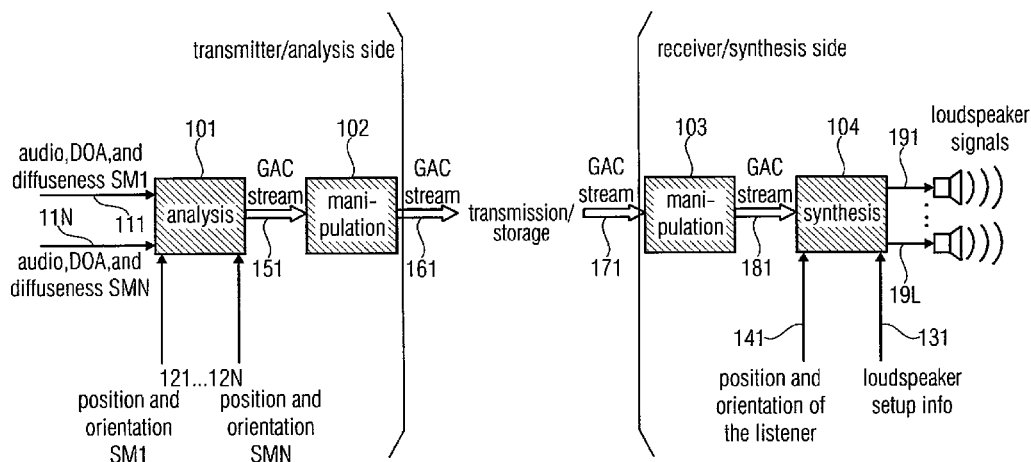 transmitter/analysis side
receiver/synthesis side
101
102
103
104
loudspeaker
signals
audio,DOA,and
diffuseness SM1
11N
111
audio,DOA,and
diffuseness SMN
analysis
GAC
stream
151
mani-
pulation
GAC
stream
161
transmission/
storage
GAC
stream
171
mani-
pulation
GAC
stream
181
synthesis
191
19L
121...12N
position and
orientation
SM1
position and
orientation
SMN
141
131
position and
orientation of
the listener
loudspeaker
setup info